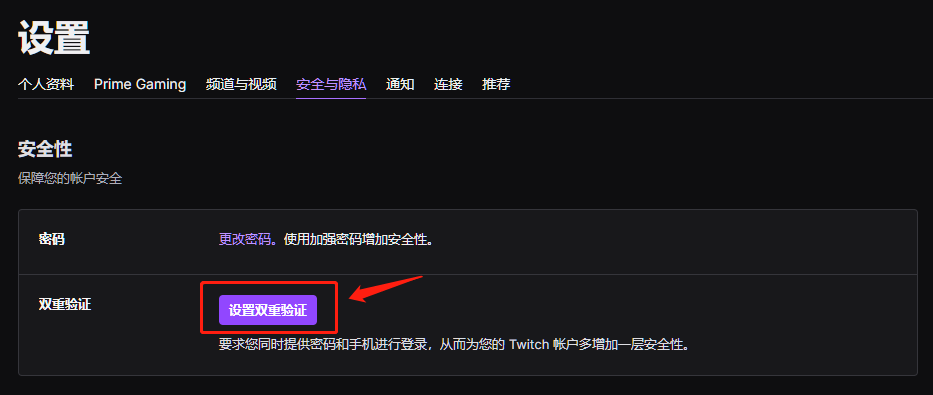 设置
个人资料 Prime Gaming 频道与视频 安全与隐私 通知 连接 推荐
安全性
保障您的帐户安全
密码 更改密码。使用加强密码增加安全性。
双重验证 设置双重验证
要求您同时提供密码和手机进行登录，从而为您的 Twitch 帐户多增加一层安全性。